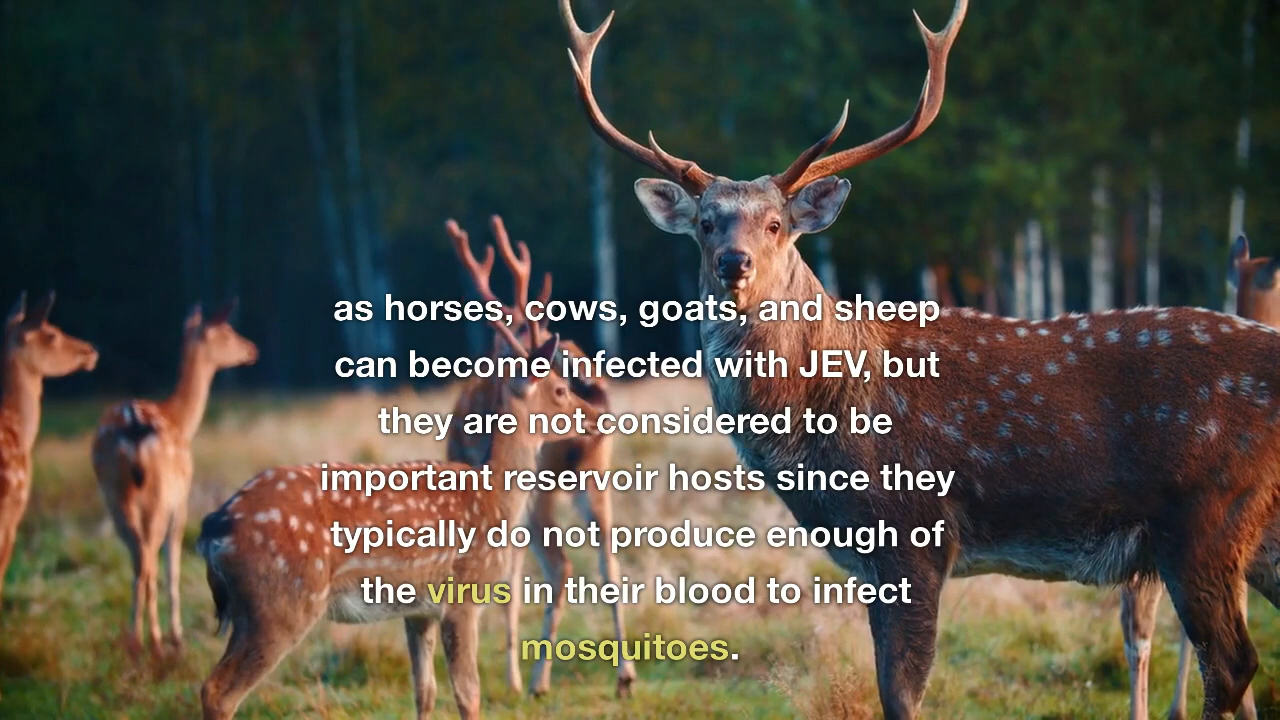 as horses, cows, goats, and sheep
can become infected with JEV, but
they are not considered to be
important reservoir hosts since they
typically do not produce enough of
the virus in their blood to infect
mosquitoes.